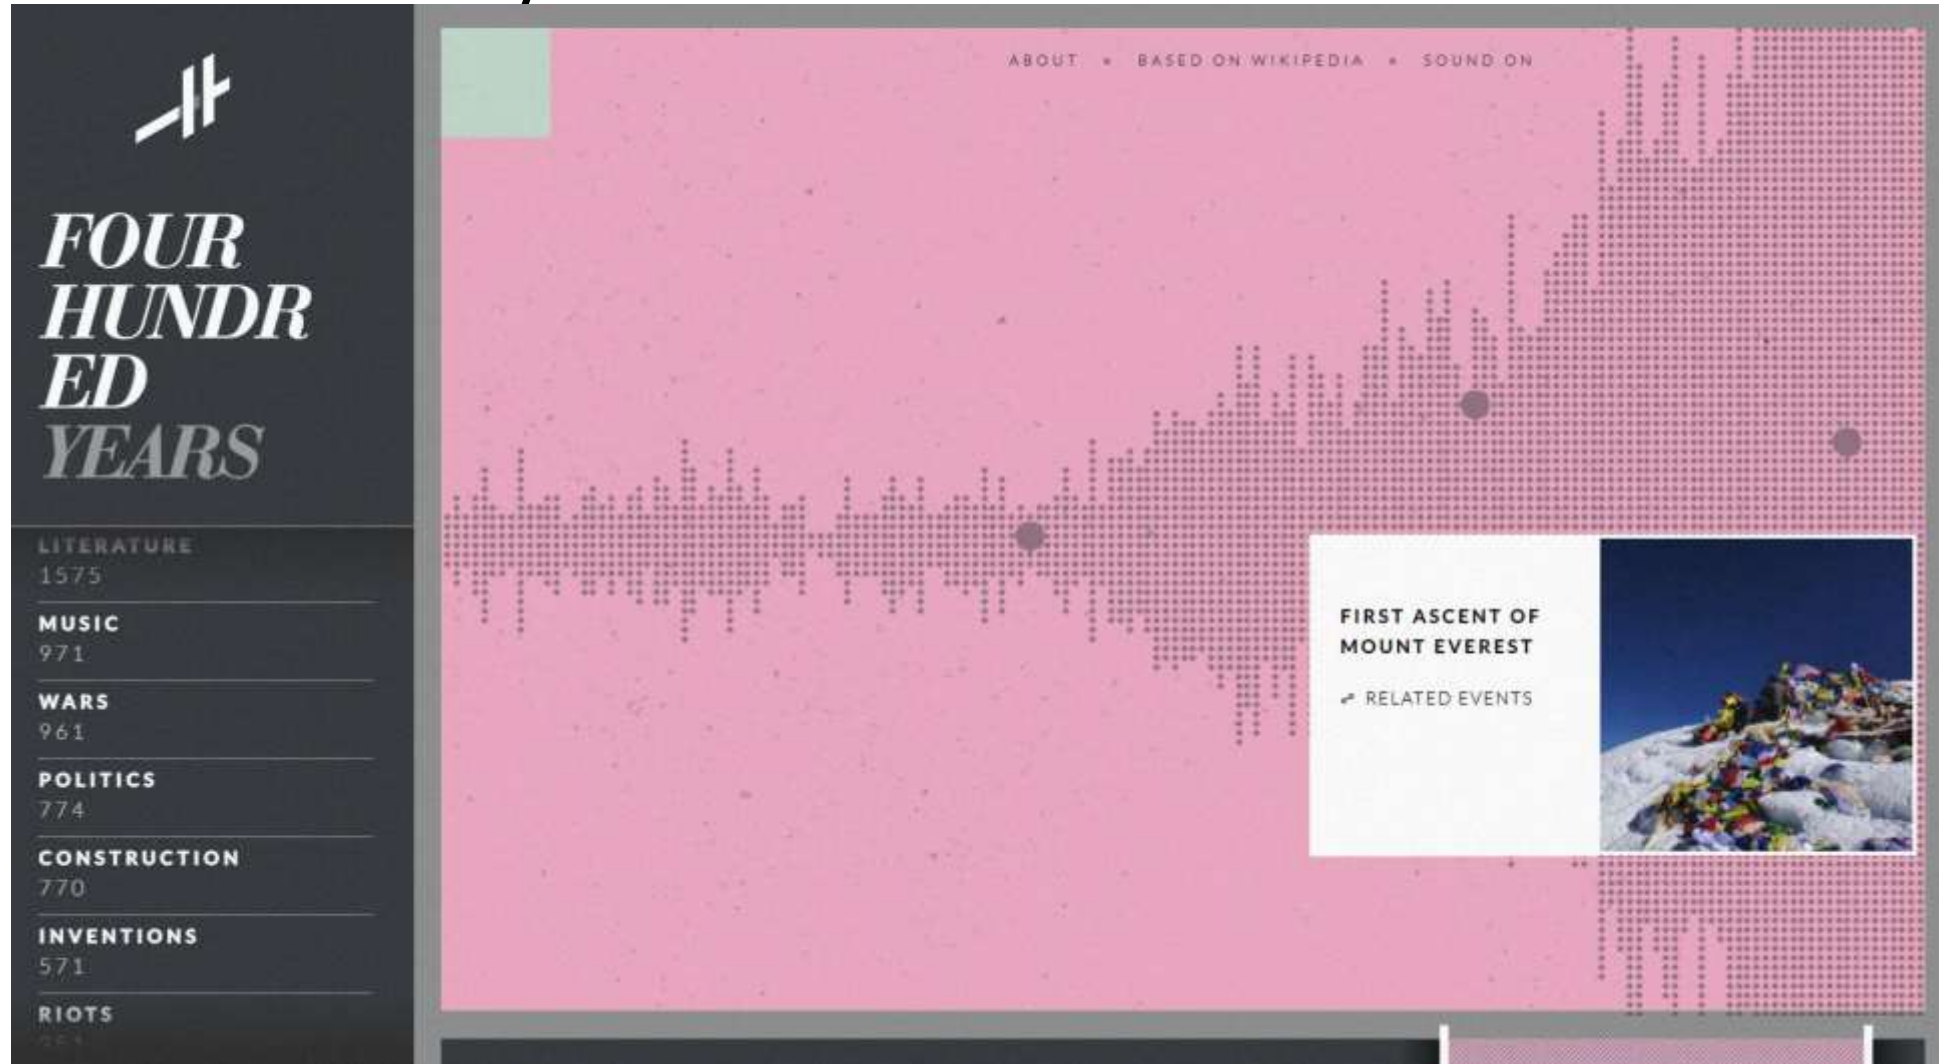 FOUR
HUNDR
ED
YEARS
LITERATURE
1575
MUSIC
971
WARS
961
POLITICS
774
CONSTRUCTION
770
INVENTIONS
571
RIOTS
ABOUT • BASED ON WIKIPEDIA • SOUND ON
FIRST ASCENT OF
MOUNT EVEREST
RELATED EVENTS